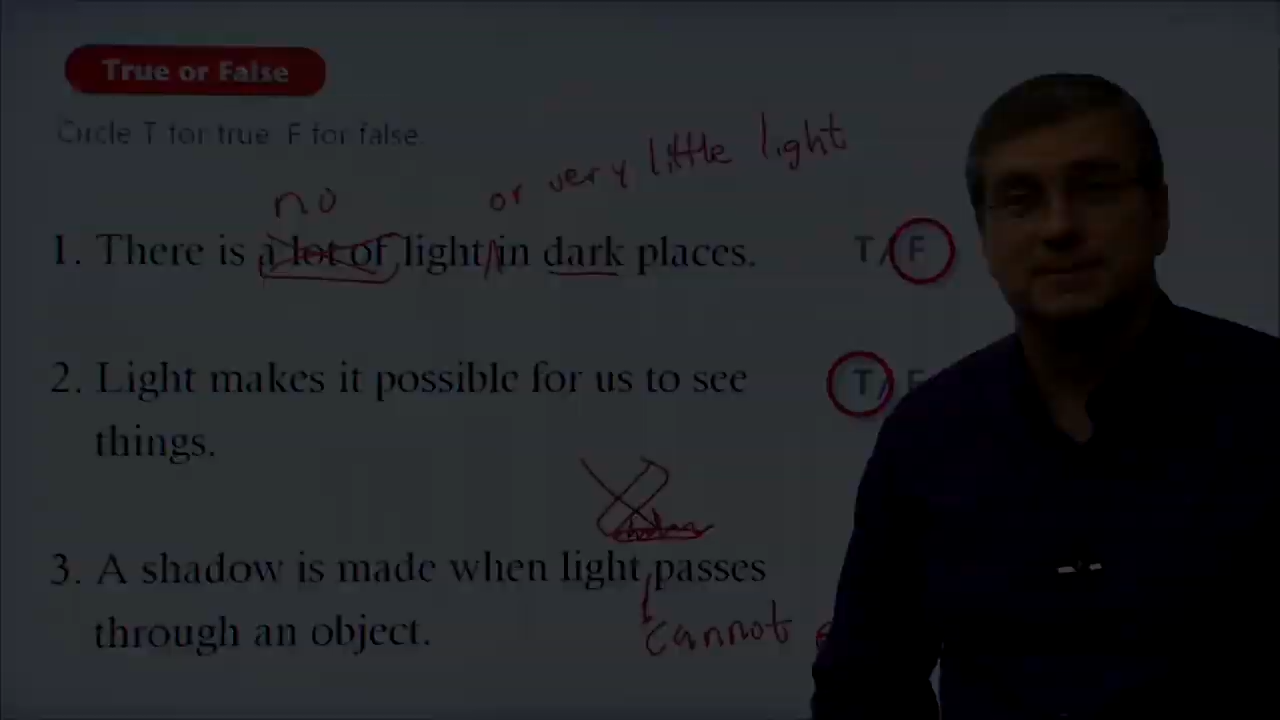 True or False
Circle T for true F for false
no or very little light
1. There is a lot of light in dark places. T/F
2. Light makes it possible for us to see T/F
things.
3. A shadow is made when light passes
through an object.
cannot